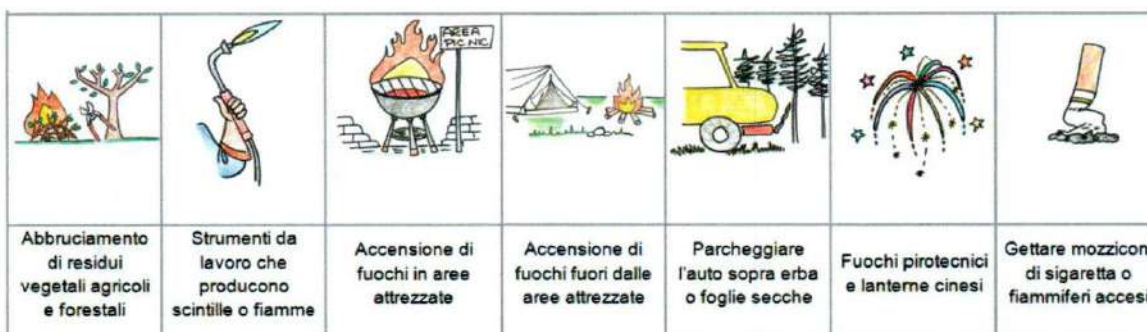 AREA
PIC NIC
Abbruciamento
di residui
vegetali agricoli
e forestali
Strumenti da
lavoro che
producono
scintille o fiamme
Accensione di
fuochi in aree
attrezzate
Accensione di
fuochi fuori dalle
aree attrezzate
Parcheggiare
l'auto sopra erba
o foglie secche
Fuochi pirotecnici
e lanterne cinesi
Gettare mozziconi
di sigaretta o
fiammiferi accesi